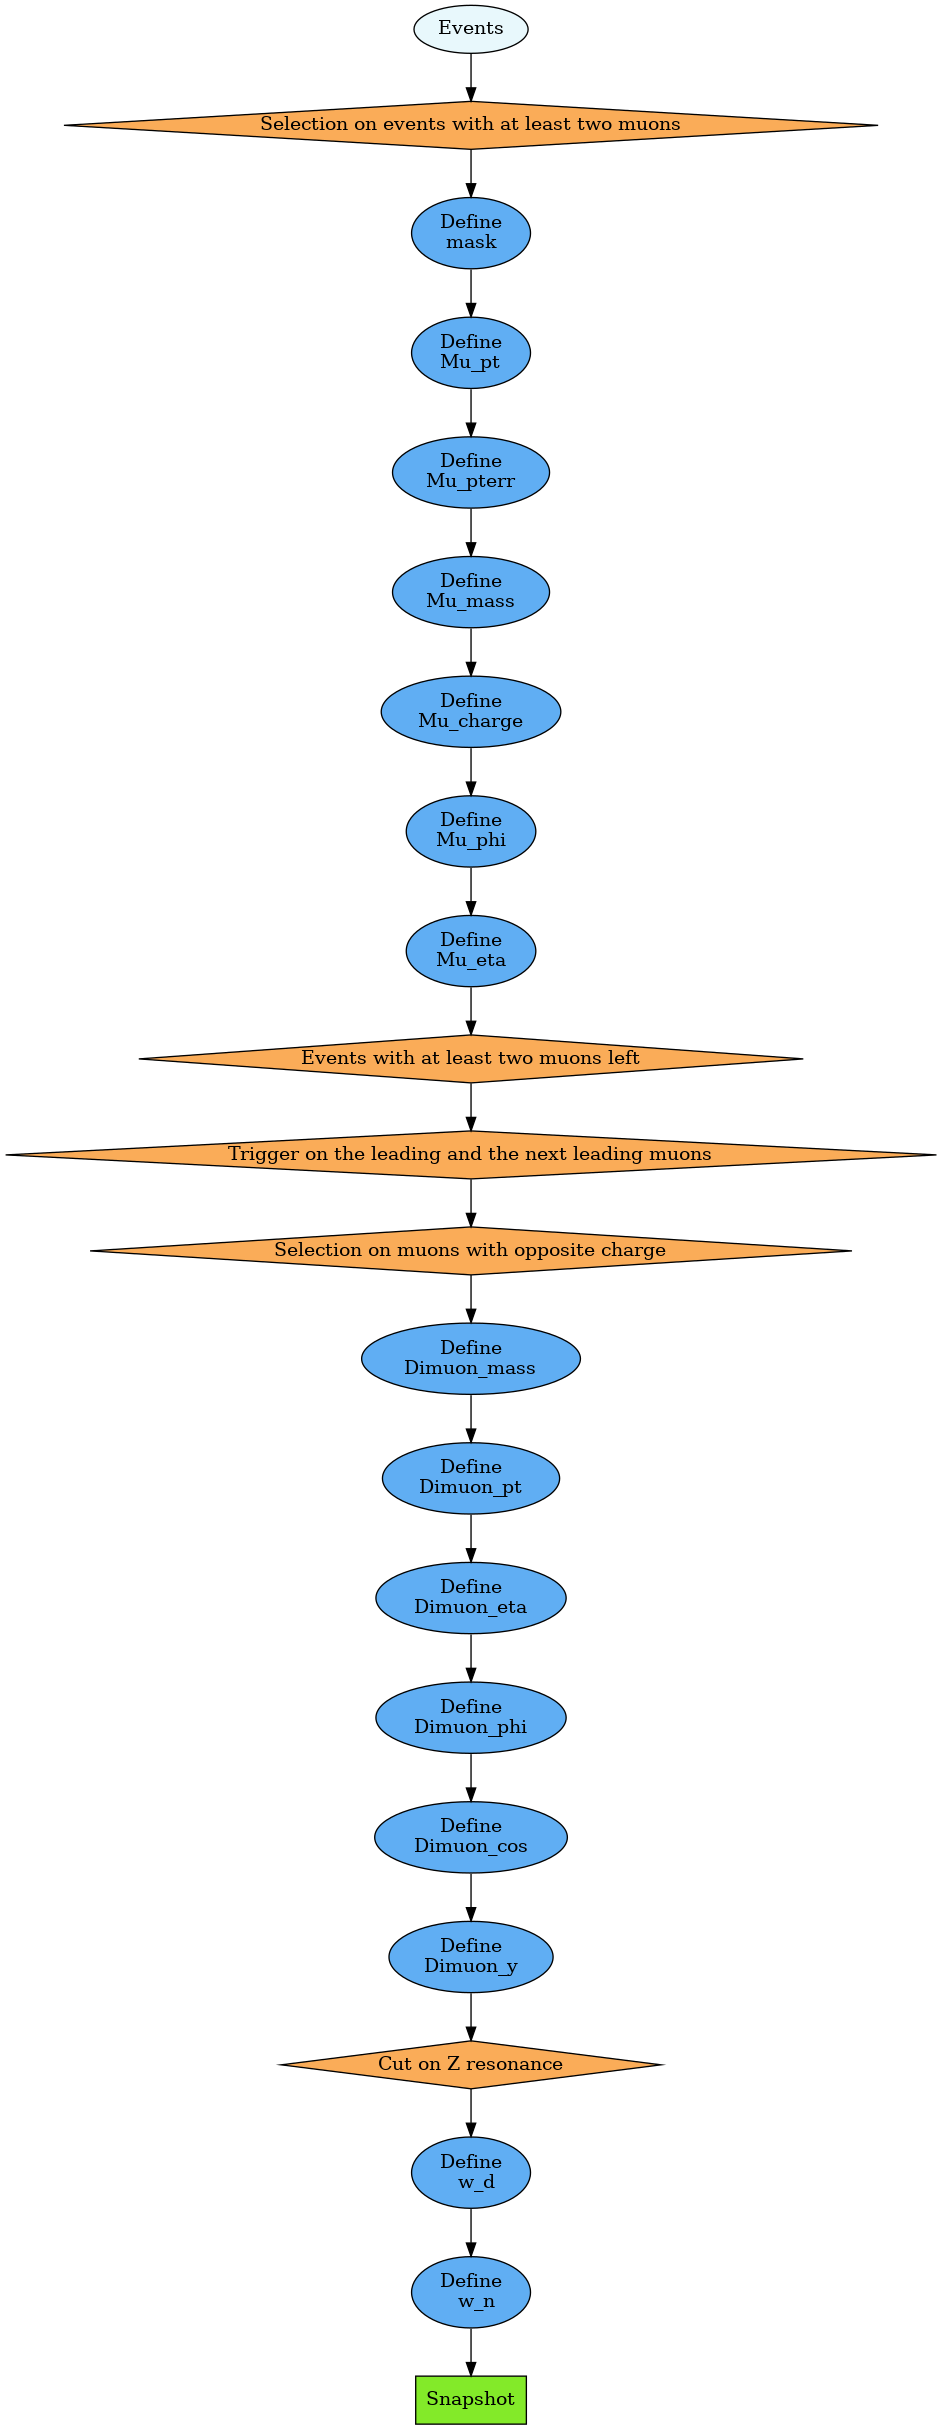 Events
Selection on events with at least two muons
Define
mask
Define
Mu_pt
Define
Mu_pterr
Define
Mu_mass
Define
Mu_charge
Define
Mu_phi
Define
Mu_eta
Events with at least two muons left
Trigger on the leading and the next leading muons
Selection on muons with opposite charge
Define
Dimuon_mass
Define
Dimuon_pt
Define
Dimuon_eta
Define
Dimuon_phi
Define
Dimuon_cos
Define
Dimuon_y
Cut on Z resonance
Define
w_d
Define
w_n
Snapshot